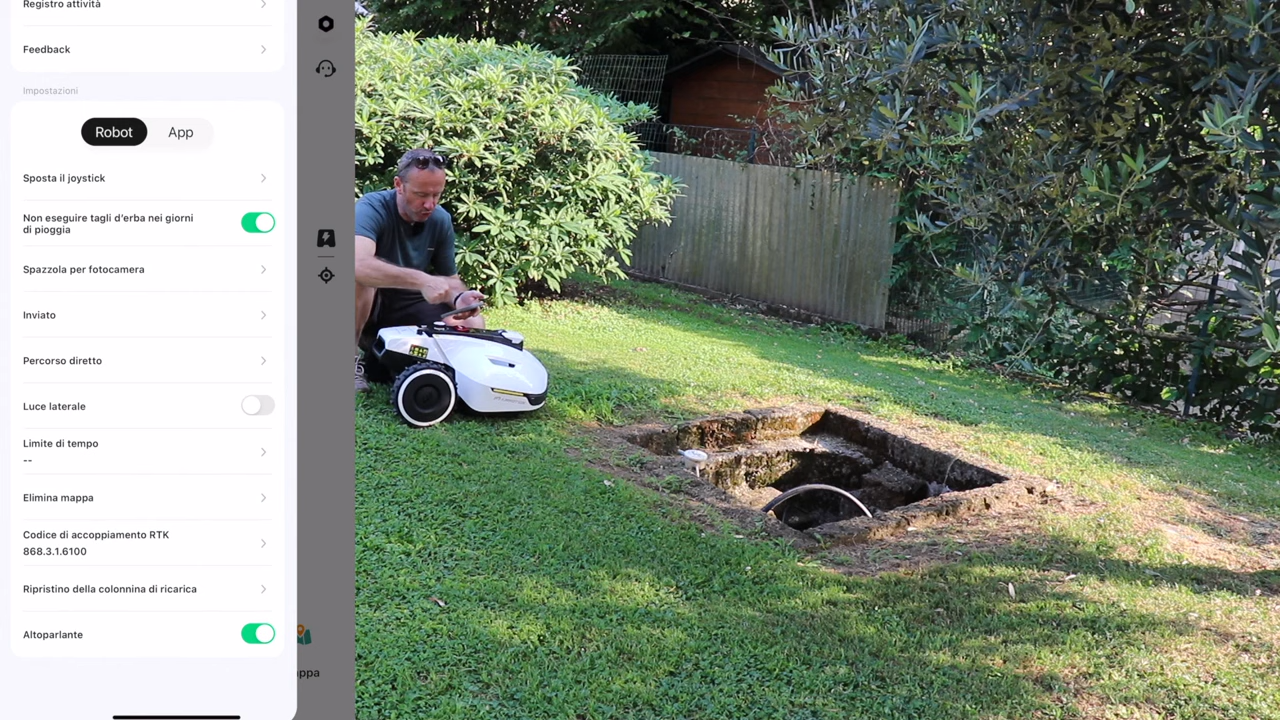 Registro attività
Feedback
Impostazioni
Robot
App
Sposta il joystick
Non eseguire tagli d'erba nei giorni
di pioggia
Spazzola per fotocamera
Inviato
Percorso diretto
Luce laterale
Limite di tempo
--
Elimina mappa
Codice di accoppiamento RTK
868.3.1.6100
Ripristino della colonnina di ricarica
Altoparlante
appa